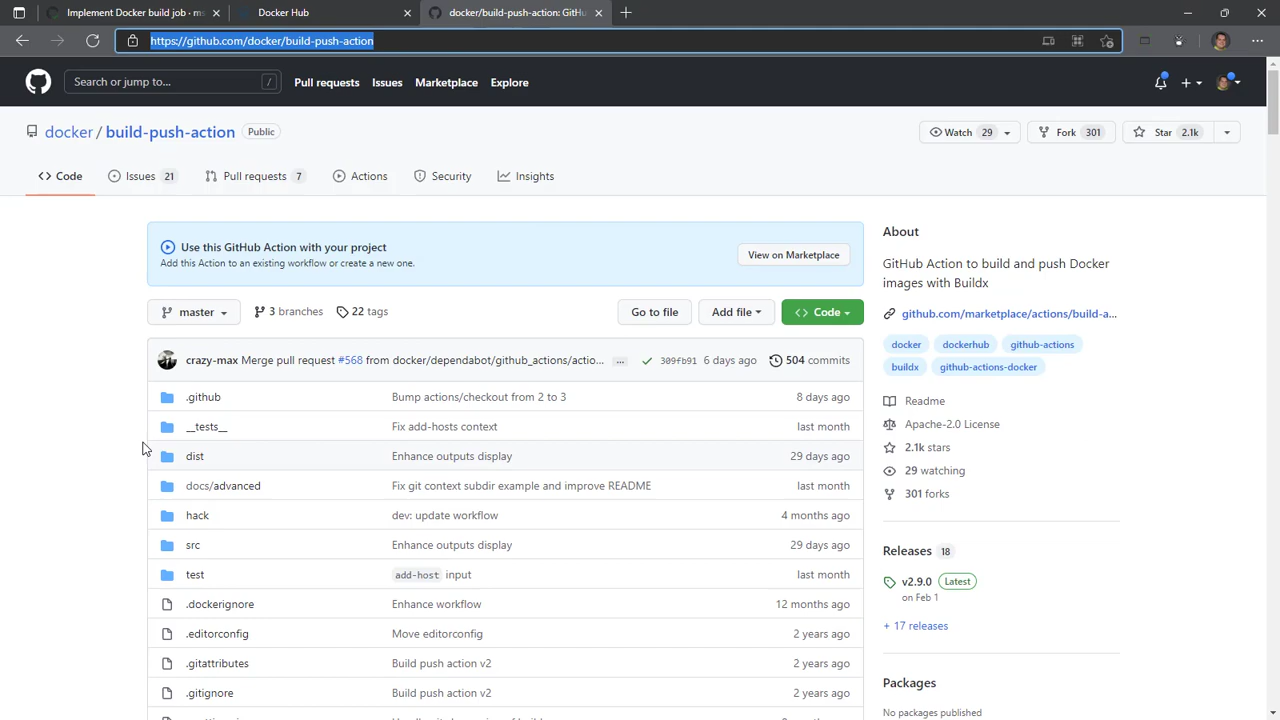 Implement Docker build job · ms
Docker Hub
docker/build-push-action: GitHu
https://github.com/docker/build-push-action
Search or jump to...
/
Pull requests
Issues
Marketplace
Explore
docker / build-push-action
Public
Watch 29
Fork 301
Star 2.1k
Code
Issues 21
Pull requests 7
Actions
Security
Insights
Use this GitHub Action with your project
Add this Action to an existing workflow or create a new one.
View on Marketplace
master
3 branches
22 tags
Go to file
Add file
Code
crazy-max Merge pull request #568 from docker/dependabot/github_actions/actio...
...
309fb91 6 days ago
504 commits
.github Bump actions/checkout from 2 to 3 8 days ago
__tests__ Fix add-hosts context last month
dist Enhance outputs display 29 days ago
docs/advanced Fix git context subdir example and improve README last month
hack dev: update workflow 4 months ago
src Enhance outputs display 29 days ago
test add-host input last month
.dockerignore Enhance workflow 12 months ago
.editorconfig Move editorconfig 2 years ago
.gitattributes Build push action v2 2 years ago
.gitignore Build push action v2 2 years ago
About
GitHub Action to build and push Docker
images with Buildx
github.com/marketplace/actions/build-a...
docker
dockerhub
github-actions
buildx
github-actions-docker
Readme
Apache-2.0 License
2.1k stars
29 watching
301 forks
Releases 18
v2.9.0 Latest
on Feb 1
+ 17 releases
Packages
No packages published